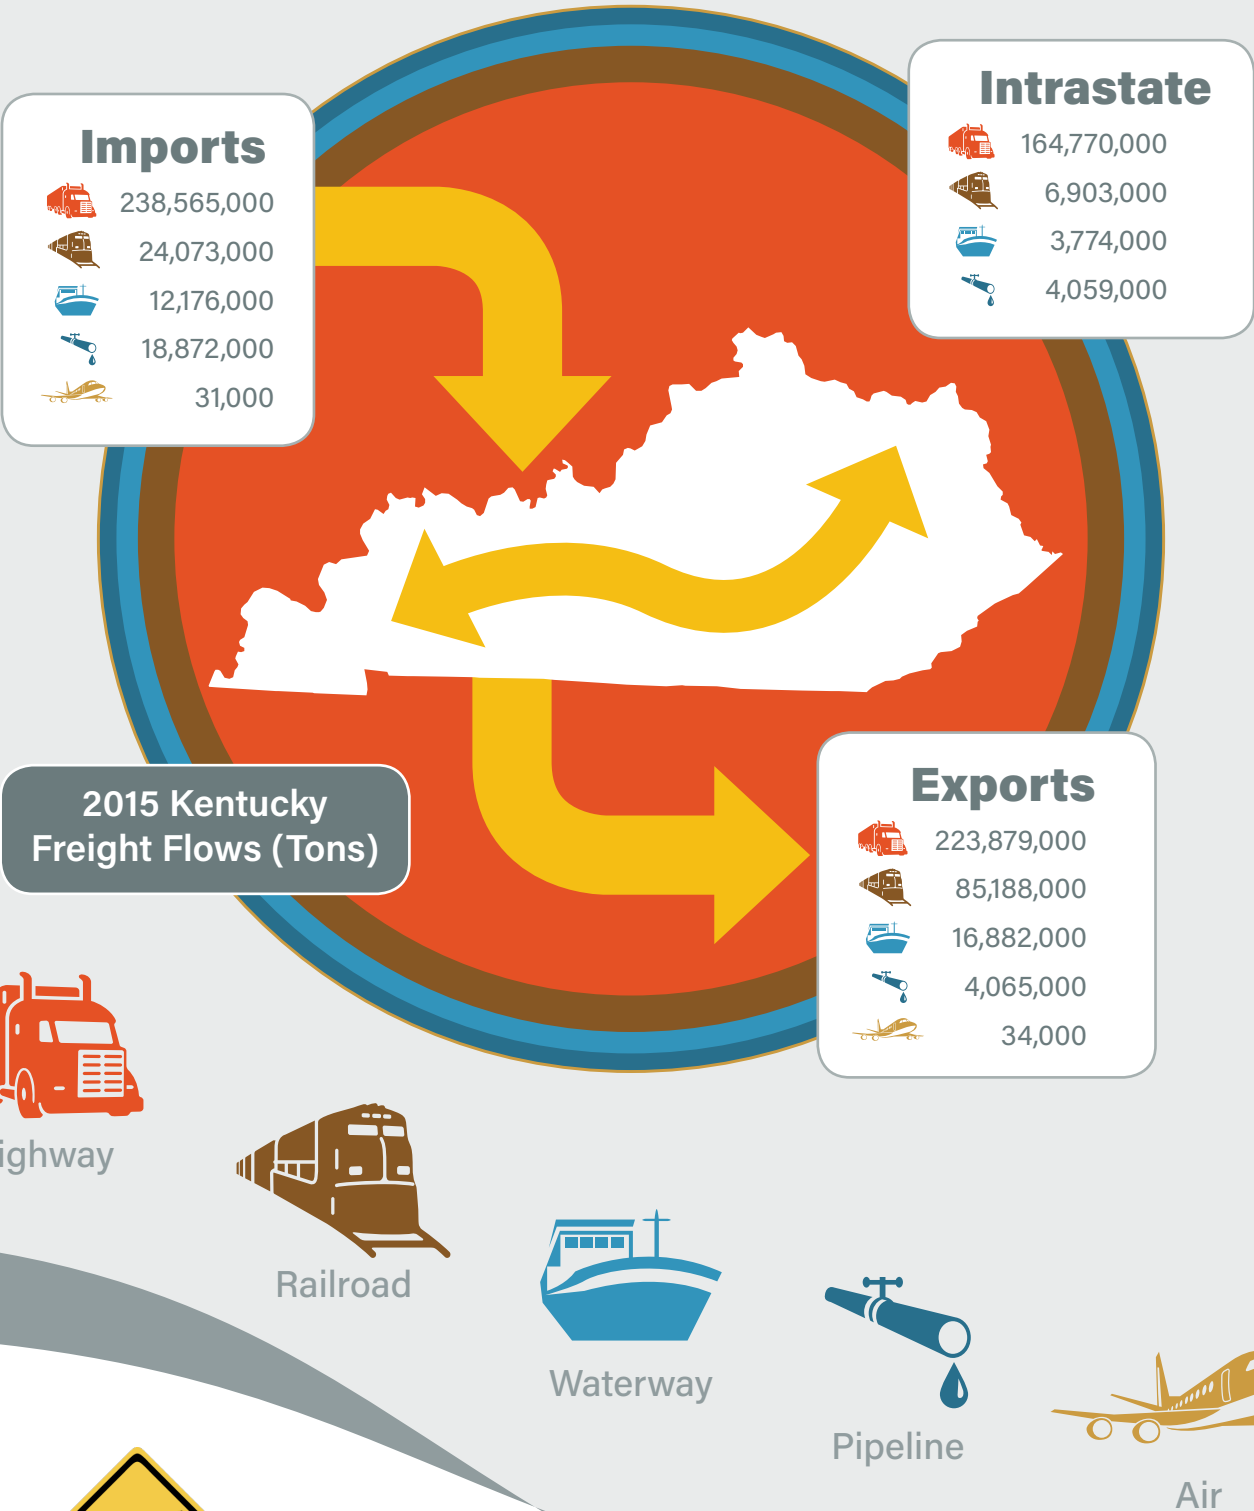 Imports
238,565,000
24,073,000
12,176,000
18,872,000
31,000
Intrastate
164,770,000
6,903,000
3,774,000
4,059,000
2015 Kentucky
Freight Flows (Tons)
Exports
223,879,000
85,188,000
16,882,000
4,065,000
34,000
ighway
Railroad
Waterway
Pipeline
Air